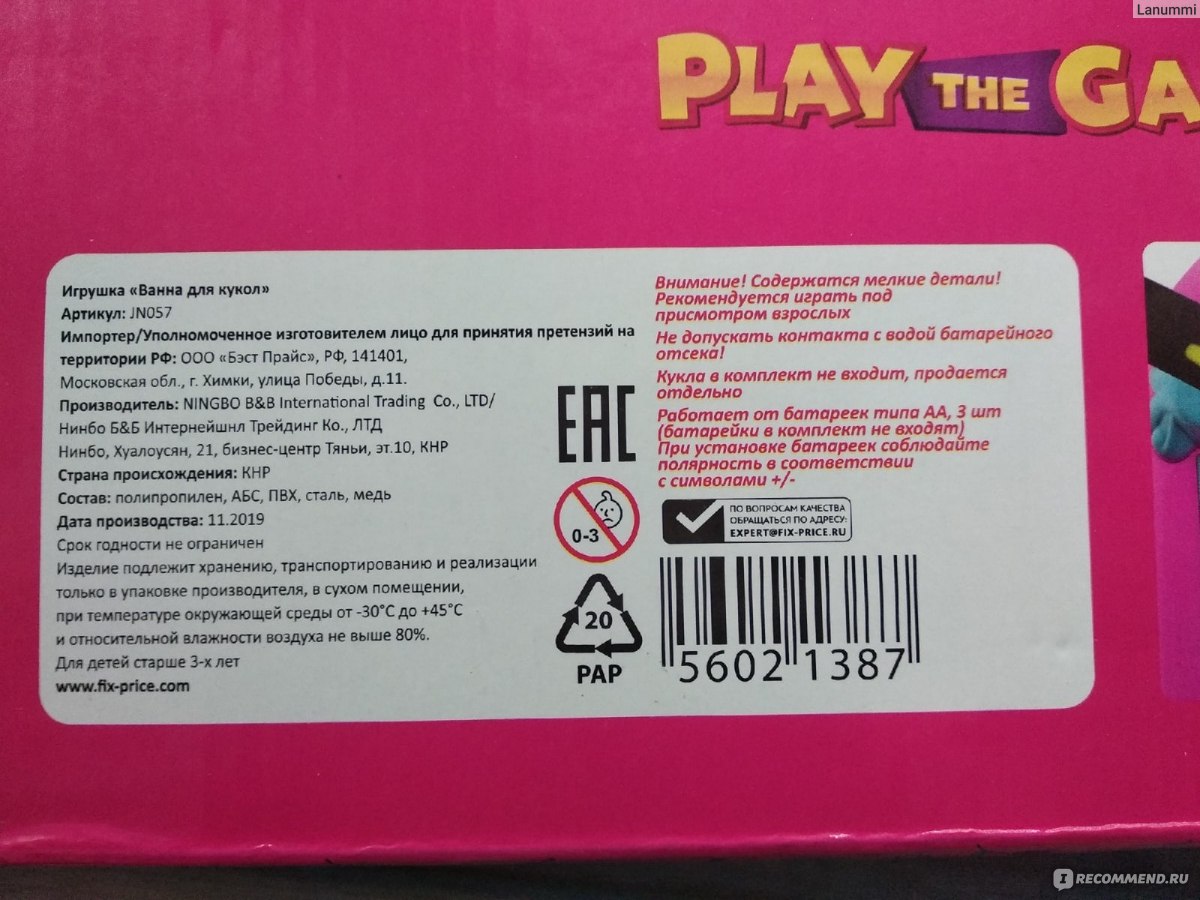 Lanummi
PLAY THE GA
Игрушка «Ванна для кукол»
Артикул: JN057
Импортер/Уполномоченное изготовителем лицо для принятия претензий на
территории РФ: ООО «Бэст Прайс», РФ, 141401,
Московская обл., г. Химки, улица Победы, д.11.
Производитель: NINGBO B&B International Trading Co., LTD/
Нинбо Б&Б Интернейшнл Трейдинг Ко., ЛТД
Нинбо, Хуалоусян, 21, бизнес-центр Тяньи, эт.10, КНР
Страна происхождения: КНР
Состав: полипропилен, АБС, ПВХ, сталь, медь
Дата производства: 11.2019
Срок годности не ограничен
Изделие подлежит хранению, транспортированию и реализации
только в упаковке производителя, в сухом помещении,
при температуре окружающей среды от -30°C до +45°C
и относительной влажности воздуха не выше 80%.
Для детей старше 3-х лет
www.fix-price.com
EAC
0-3
20
PAP
Внимание! Содержатся мелкие детали!
Рекомендуется играть под
присмотром взрослых
Не допускать контакта с водой батарейного
отсека!
Кукла в комплект не входит, продается
отдельно
Работает от батареек типа АА, 3 шт
(батарейки в комплект не входят)
При установке батареек соблюдайте
полярность в соответствии
с символами +/-
ПО ВОПРОСАМ КАЧЕСТВА
ОБРАЩАТЬСЯ ПО АДРЕСУ:
EXPERT@FIX-PRICE.RU
5602 1387
IRECOMMEND.RU